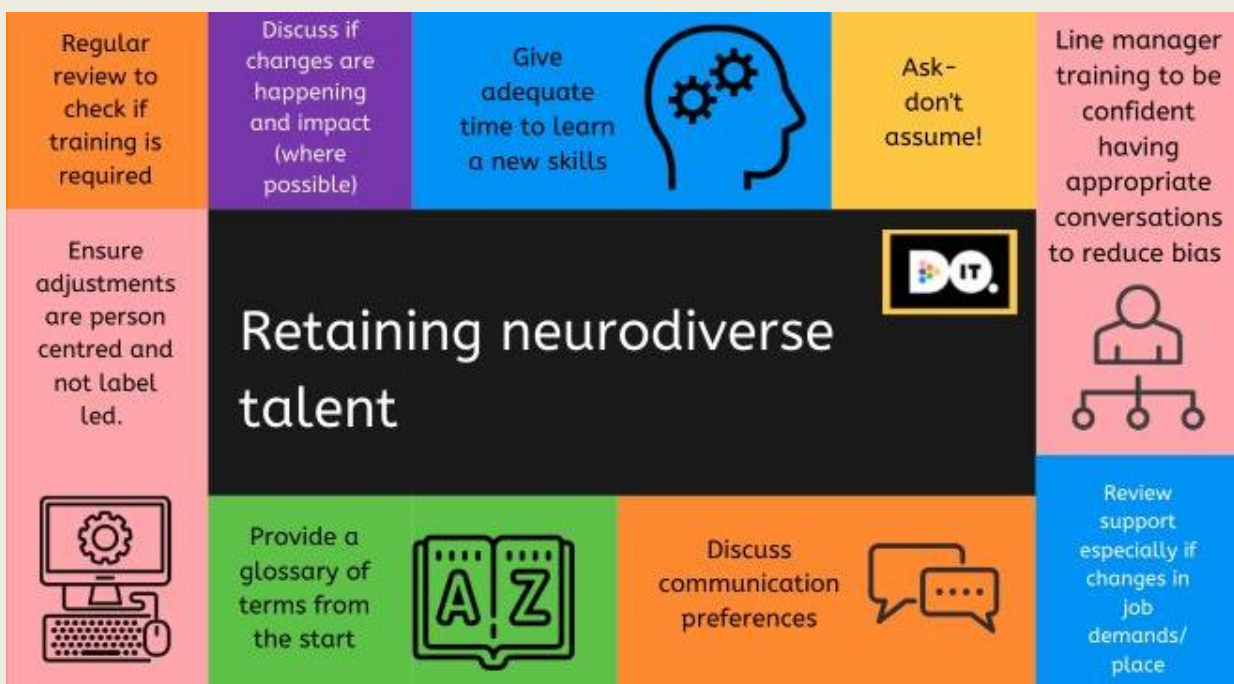 Regular
review to
check if
training is
required
Discuss if
changes are
happening
and impact
(where
possible)
Give
adequate
time to learn
a new skills
Ask-
don't
assume!
Line manager
training to be
confident
having
appropriate
conversations
to reduce bias
Ensure
adjustments
are person
centred and
not label
led.
Retaining neurodiverse
talent
DO IT.
Provide a
glossary of
terms from
the start
A Z
Discuss
communication
preferences
Review
support
especially if
changes in
job
demands/
place